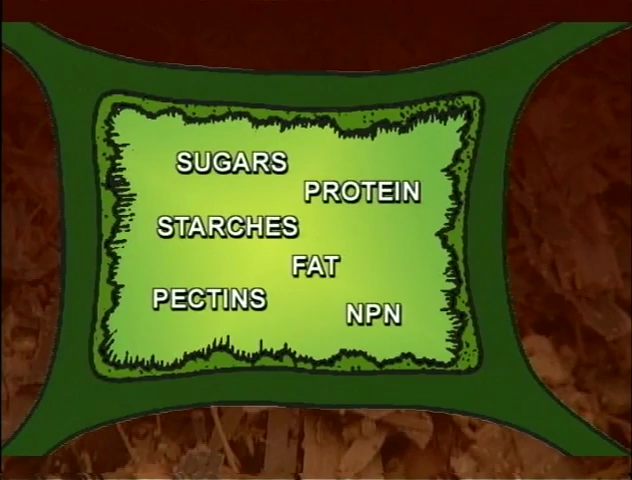 SUGARS
PROTEIN
STARCHES
FAT
PECTINS
NPN